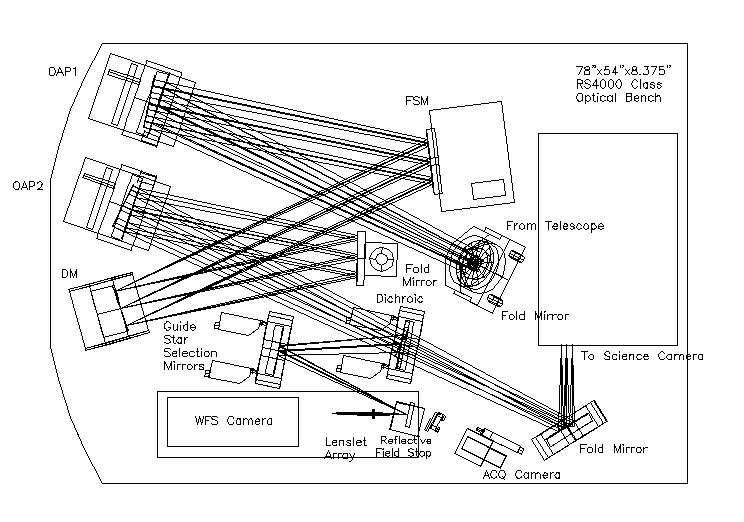 OAP1
78"x54"x8.375"
RS4000 Class
Optical Bench
FSM
OAP2
From Telescope
DM
Fold
Mirror
Dichroic
Fold Mirror
Guide
Star
Selection
Mirrors
To Science Camera
WFS Camera
Lenslet
Array
Reflective
Field Stop
Fold Mirror
ACQ Camera